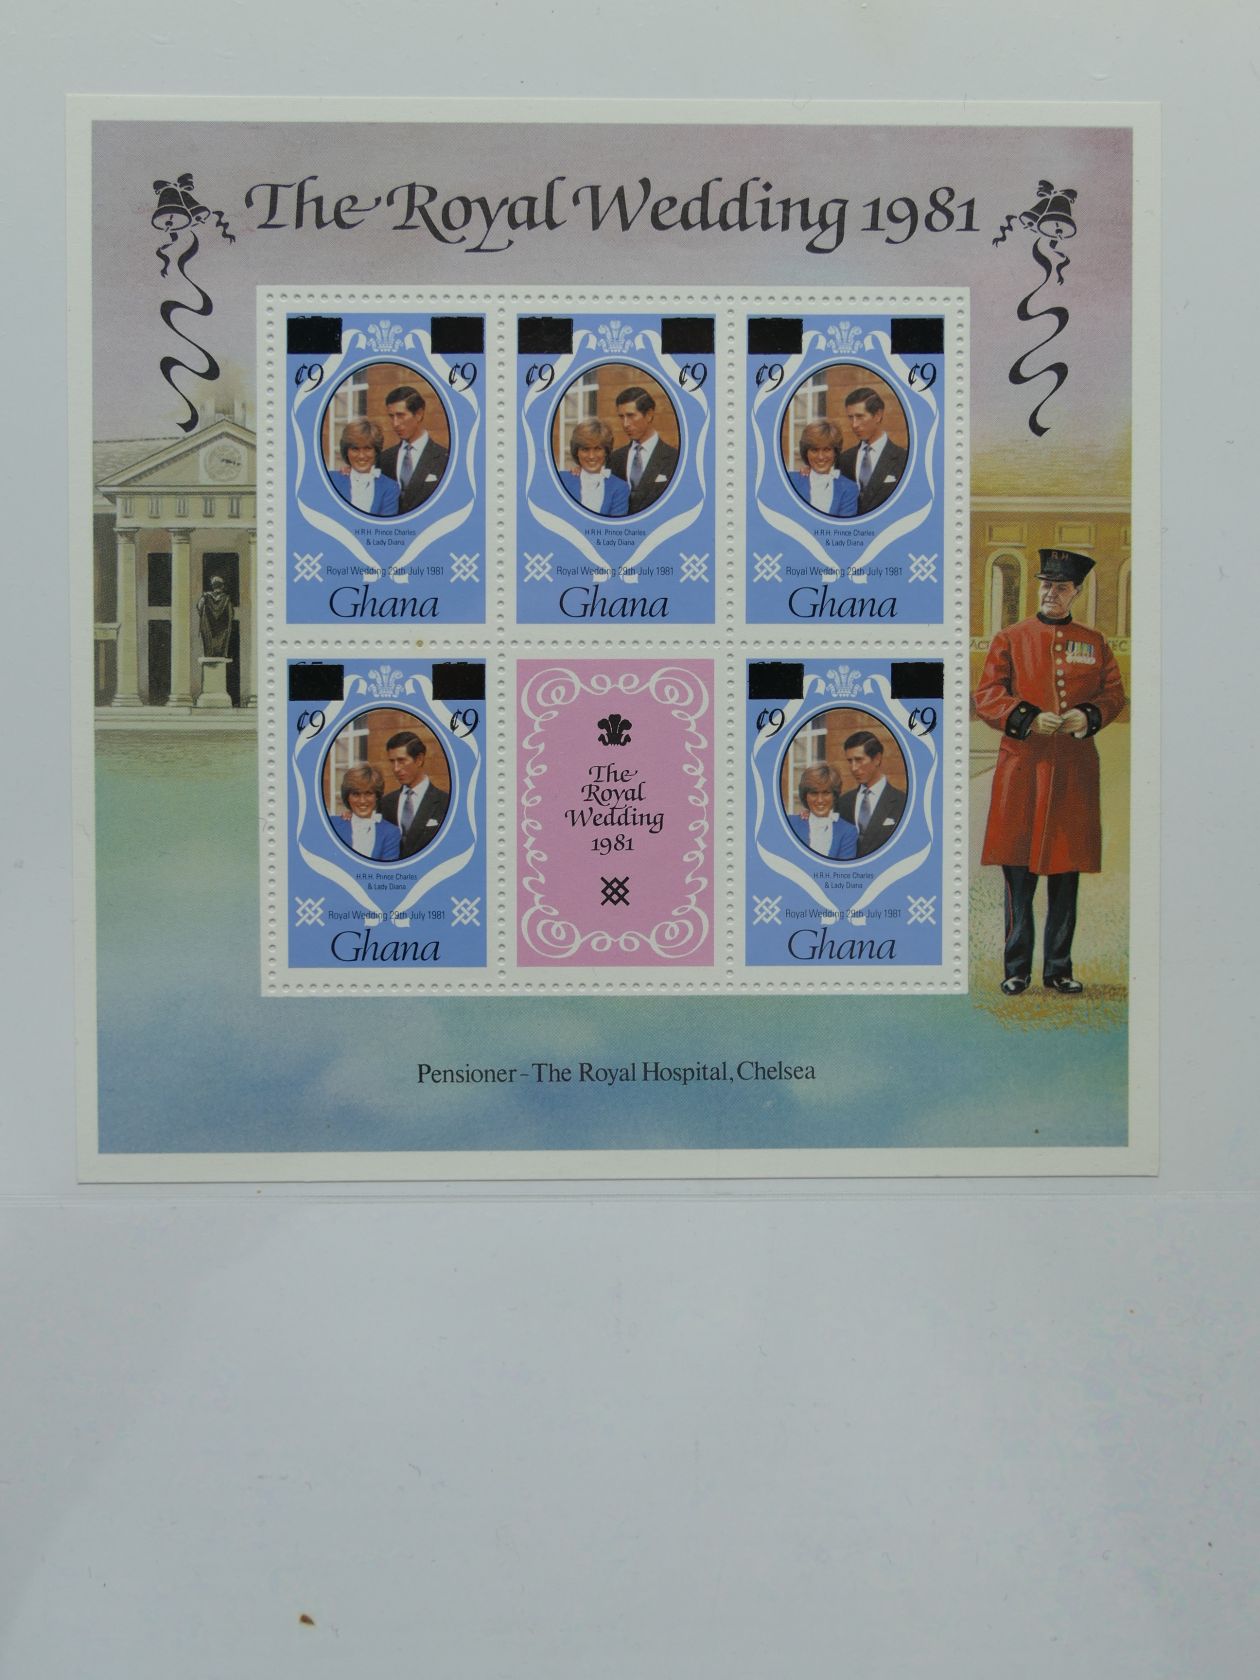 The Royal Wedding 1981
¢9 ¢9
H.R.H. Prince Charles
& Lady Diana
Royal Wedding 29th July 1981
Ghana
¢9 ¢9
H.R.H. Prince Charles
& Lady Diana
Royal Wedding 29th July 1981
Ghana
¢9 ¢9
H.R.H. Prince Charles
& Lady Diana
Royal Wedding 29th July 1981
Ghana
R.H
¢9 ¢9
H.R.H. Prince Charles
& Lady Diana
Royal Wedding 29th July 1981
Ghana
The
Royal
Wedding
1981
¢9 ¢9
H.R.H. Prince Charles
& Lady Diana
Royal Wedding 29th July 1981
Ghana
Pensioner – The Royal Hospital, Chelsea